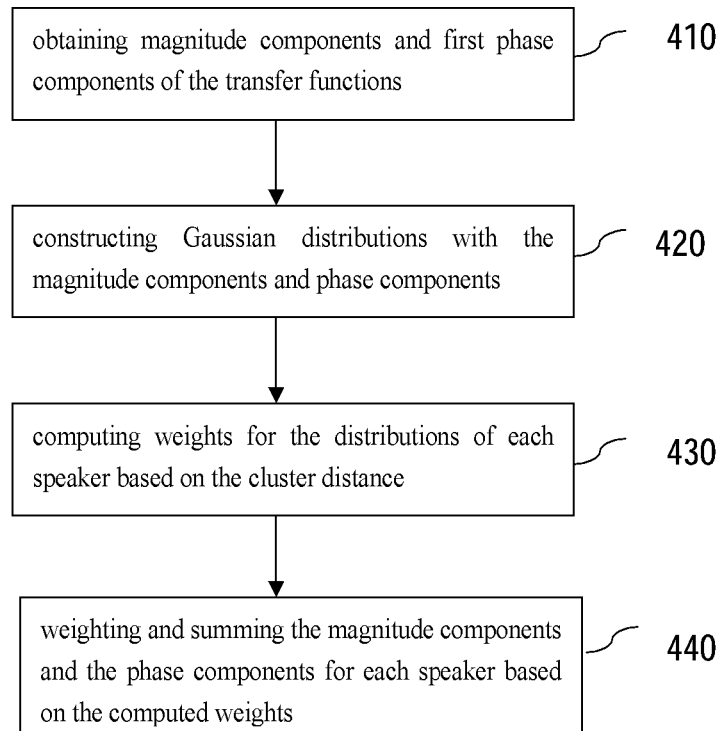 obtaining magnitude components and first phase
components of the transfer functions
410
constructing Gaussian distributions with the
magnitude components and phase components
420
computing weights for the distributions of each
speaker based on the cluster distance
430
weighting and summing the magnitude components
and the phase components for each speaker based
on the computed weights
440